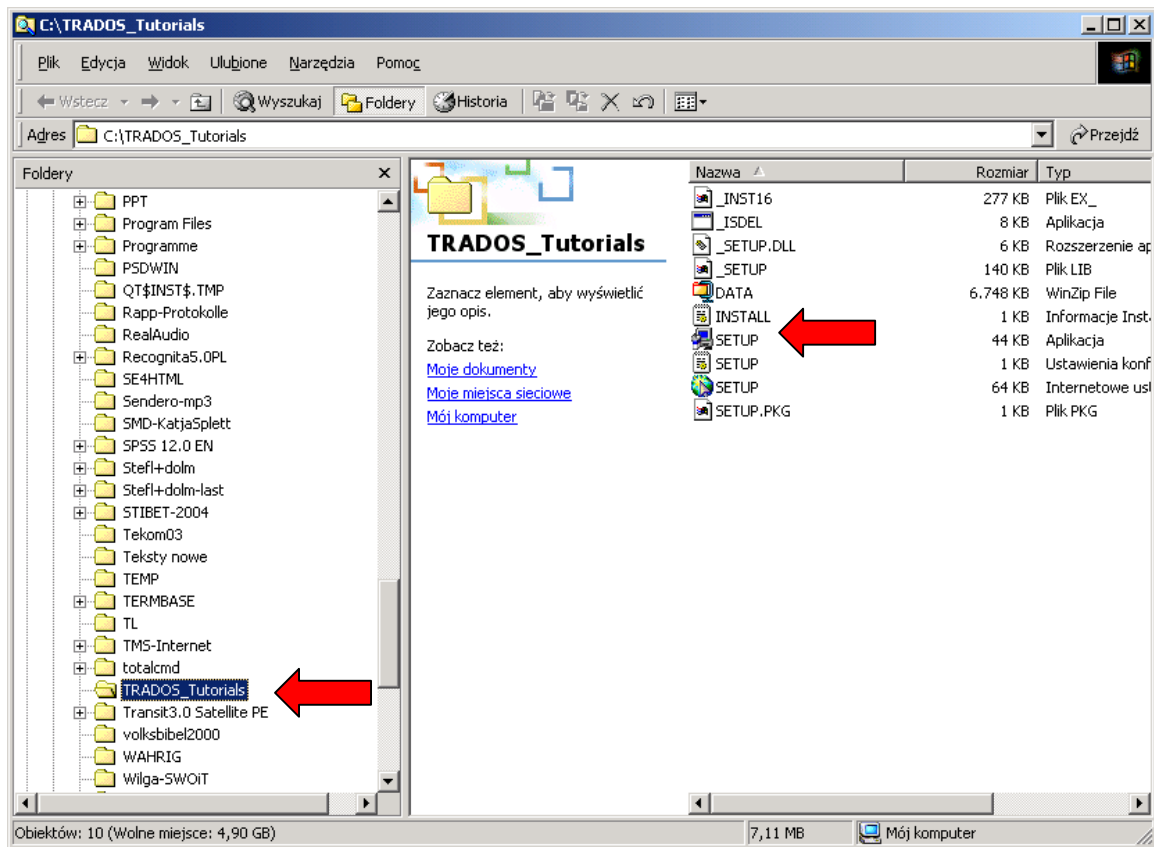 C:\TRADOS_Tutorials
Plik Edycja Widok Ulubione Narzędzia Pomoc
Wstecz Wyszukaj Foldery Historia
Adres C:\TRADOS_Tutorials Przejdź
Foldery
PPT
Program Files
Programme
PSDWIN
QT$INST$.TMP
Rapp-Protokolle
RealAudio
Recognita5.0PL
SE4HTML
Sendero-mp3
SMD-KatjaSplett
SPSS 12.0 EN
Stefl+dolm
Stefl+dolm-last
STIBET-2004
Tekom03
Teksty nowe
TEMP
TERMBASE
TL
TMS-Internet
totalcmd
TRADOS_Tutorials
Transit3.0 Satellite PE
volksbibel2000
WAHRIG
Wilga-SWOiT
TRADOS_Tutorials
Zaznacz element, aby wyświetlić
jego opis.
Zobacz też:
Moje dokumenty
Moje miejsca sieciowe
Mój komputer
Nazwa Rozmiar Typ
_INST16 277 KB Plik EX_
_ISDEL 8 KB Aplikacja
_SETUP.DLL 6 KB Rozszerzenie ap
_SETUP 140 KB Plik LIB
DATA 6.748 KB WinZip File
INSTALL 1 KB Informacje Inst
SETUP 44 KB Aplikacja
SETUP 1 KB Ustawienia konf
SETUP 64 KB Internetowe usł
SETUP.PKG 1 KB Plik PKG
Obiektów: 10 (Wolne miejsce: 4,90 GB) 7,11 MB Mój komputer